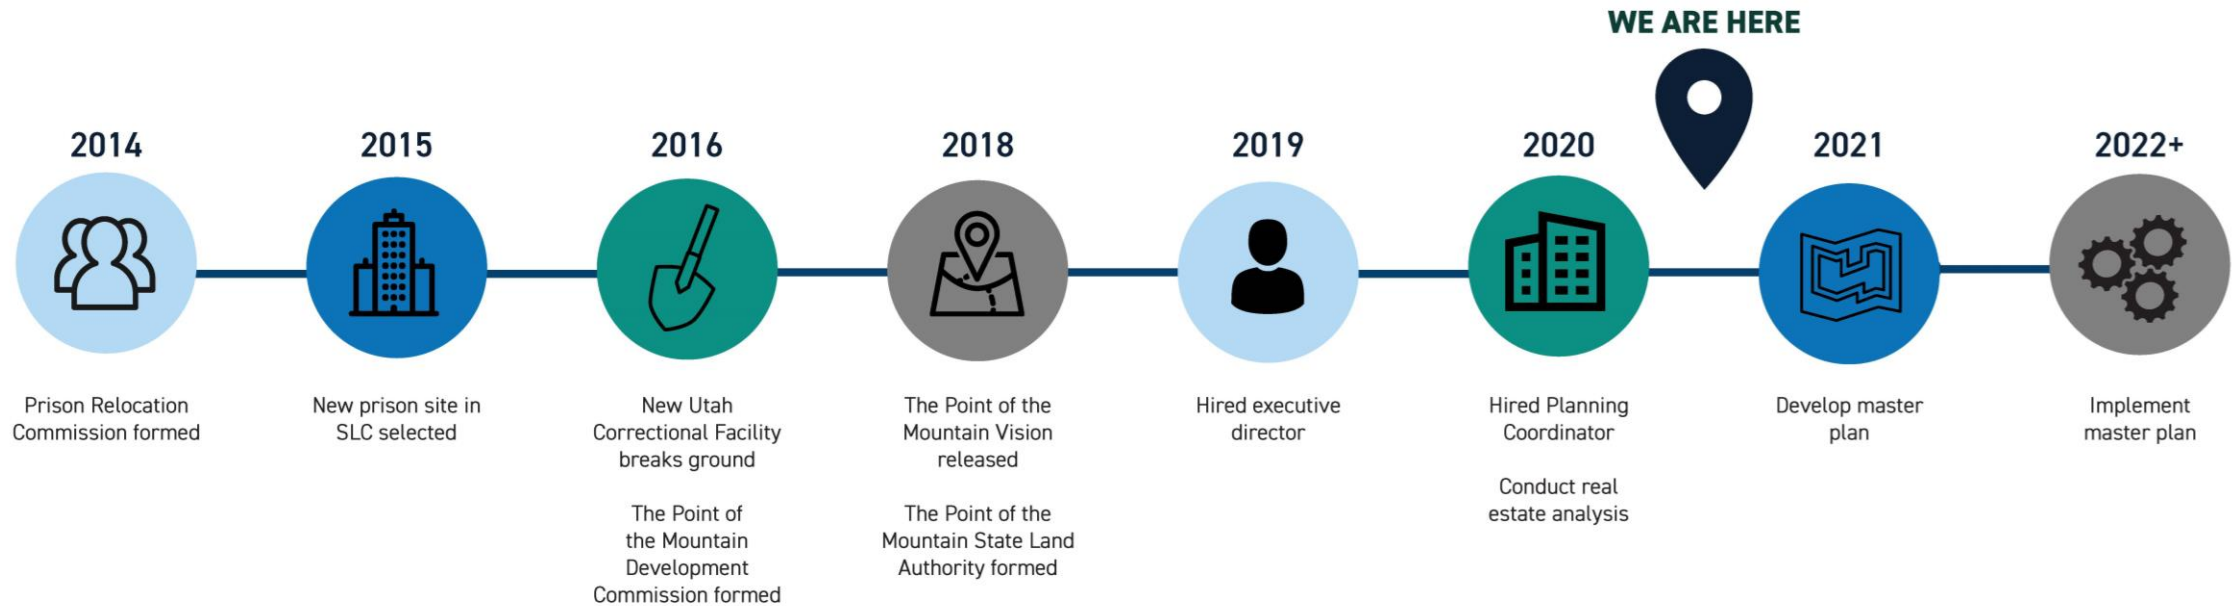 WE ARE HERE
2014
2015
2016
2018
2019
2020
2021
2022+
Prison Relocation
Commission formed
New prison site in
SLC selected
New Utah
Correctional Facility
breaks ground
The Point of
the Mountain
Development
Commission formed
The Point of the
Mountain Vision
released
The Point of the
Mountain State Land
Authority formed
Hired executive
director
Hired Planning
Coordinator
Conduct real
estate analysis
Develop master
plan
Implement
master plan